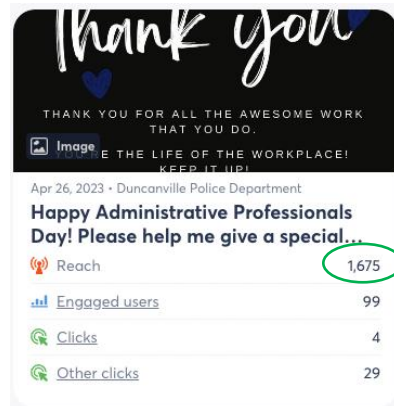 Thank you
THANK YOU FOR ALL THE AWESOME WORK
THAT YOU DO.
Image
YOU'RE THE LIFE OF THE WORKPLACE!
KEEP IT UP!
Apr 26, 2023 • Duncanville Police Department
Happy Administrative Professionals
Day! Please help me give a special...
Reach 1,675
Engaged users 99
Clicks 4
Other clicks 29